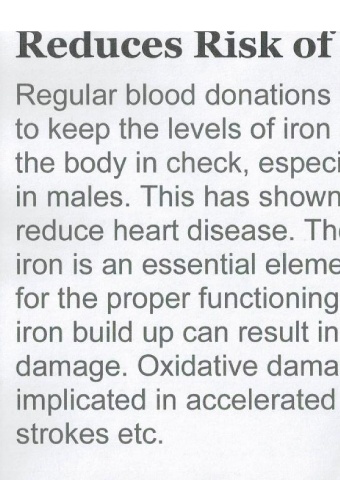 Reduces Risk of
Regular blood donations
to keep the levels of iron
the body in check, especi
in males. This has shown
reduce heart disease. The
iron is an essential eleme
for the proper functioning
iron build up can result in
damage. Oxidative dama
implicated in accelerated
strokes etc.